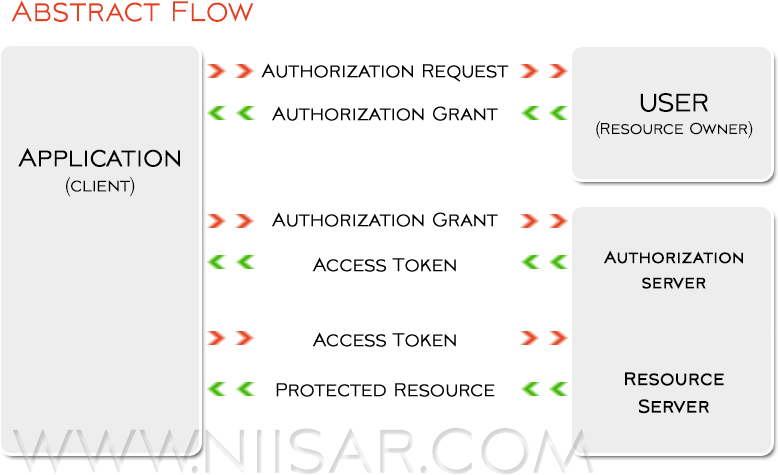 Abstract Flow
Application
(client)
Authorization Request
Authorization Grant
USER
(Resource Owner)
Authorization Grant
Access Token
Authorization
server
Access Token
Protected Resource
Resource
Server
WWW.NIISAR.COM